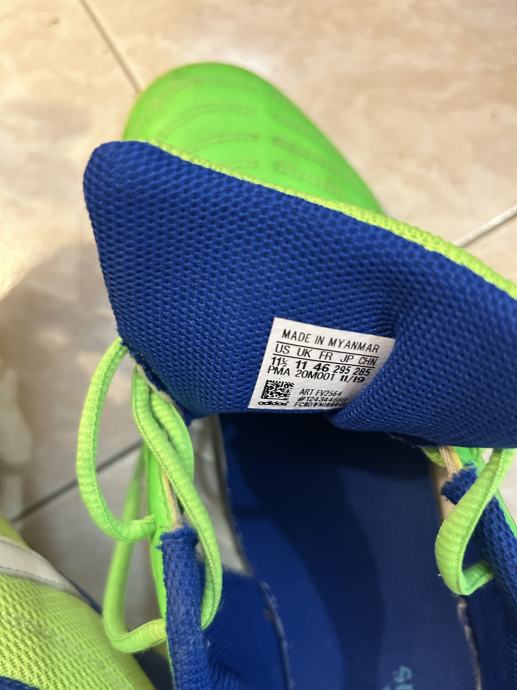 MADE IN MYANMAR
US UK FR JP CHN
11½ 11 46 295 285
PMA 20M001 11/19
ART FV2564
adidas